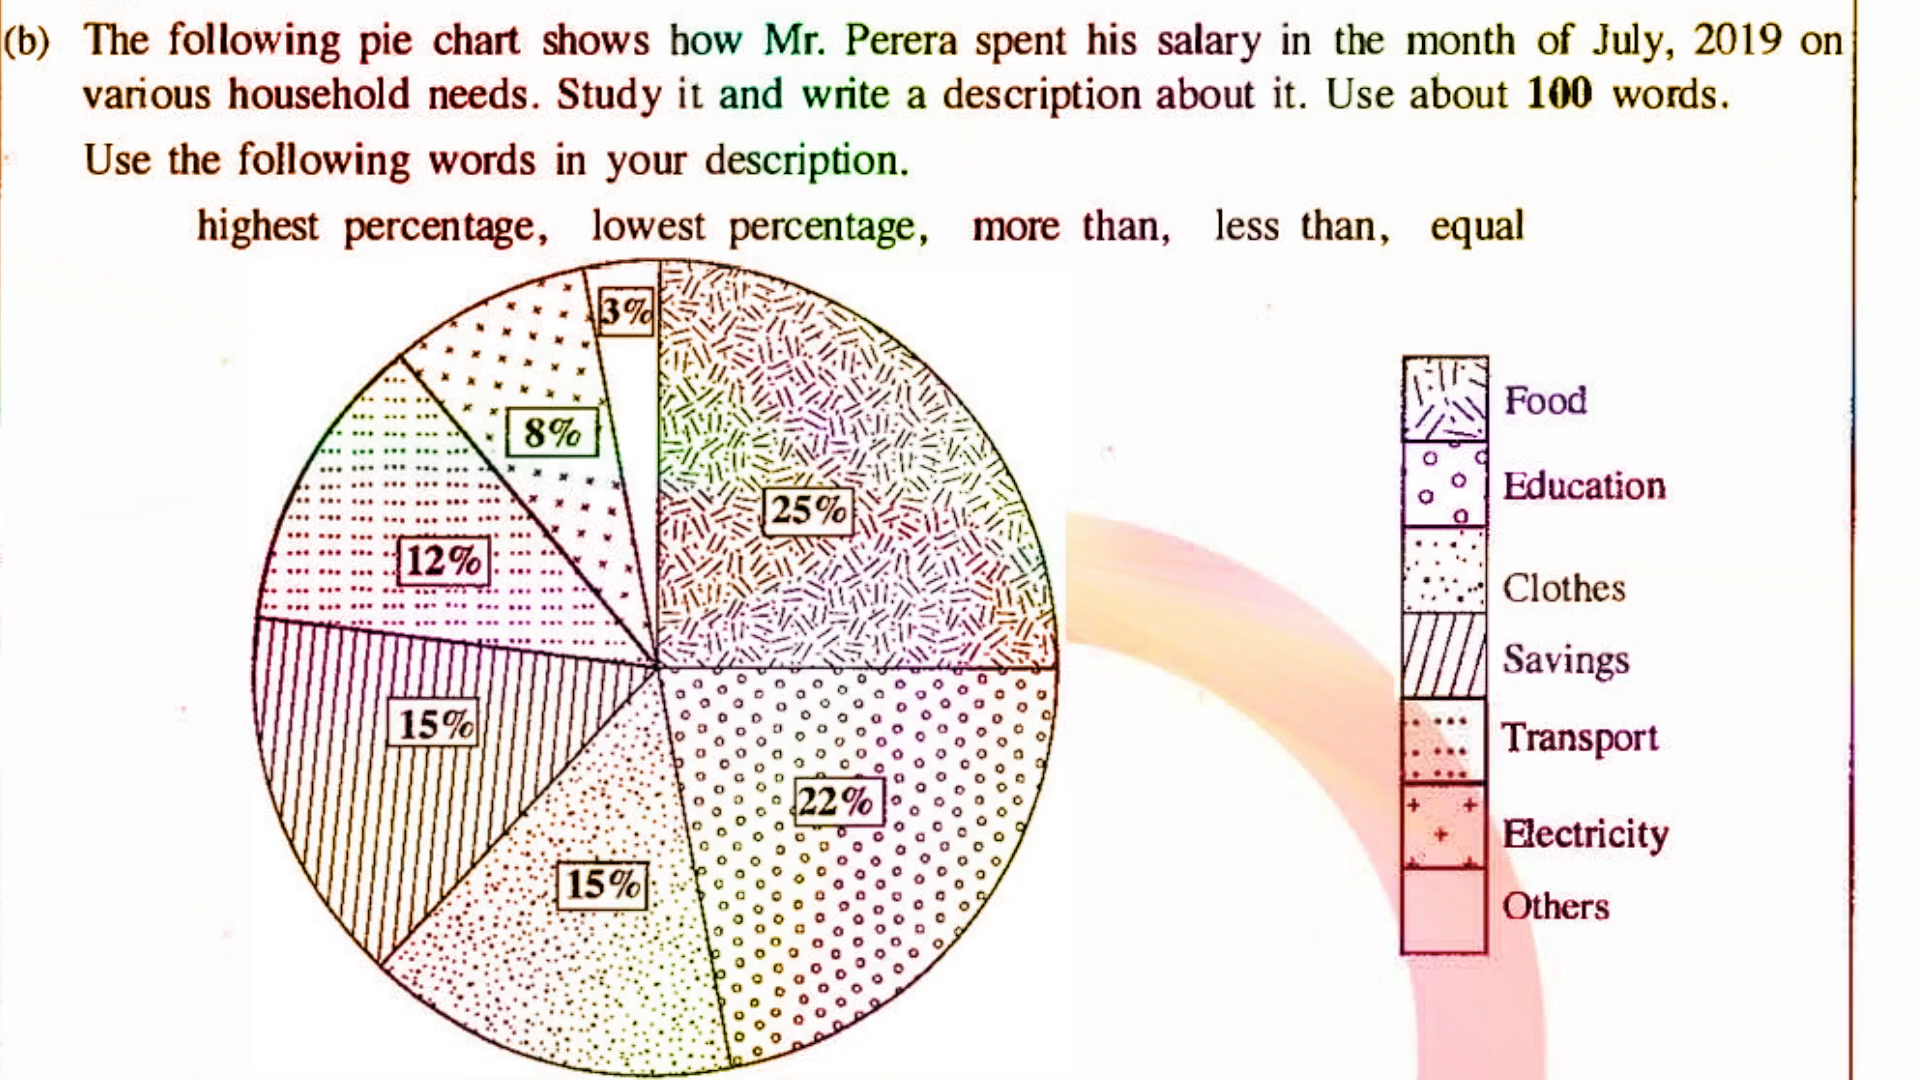 (b) The following pie chart shows how Mr. Perera spent his salary in the month of July, 2019 on
various household needs. Study it and write a description about it. Use about 100 words.
Use the following words in your description.
highest percentage, lowest percentage, more than, less than, equal
3%
8%
25%
12%
15%
22%
15%
Food
Education
Clothes
Savings
Transport
Electricity
Others